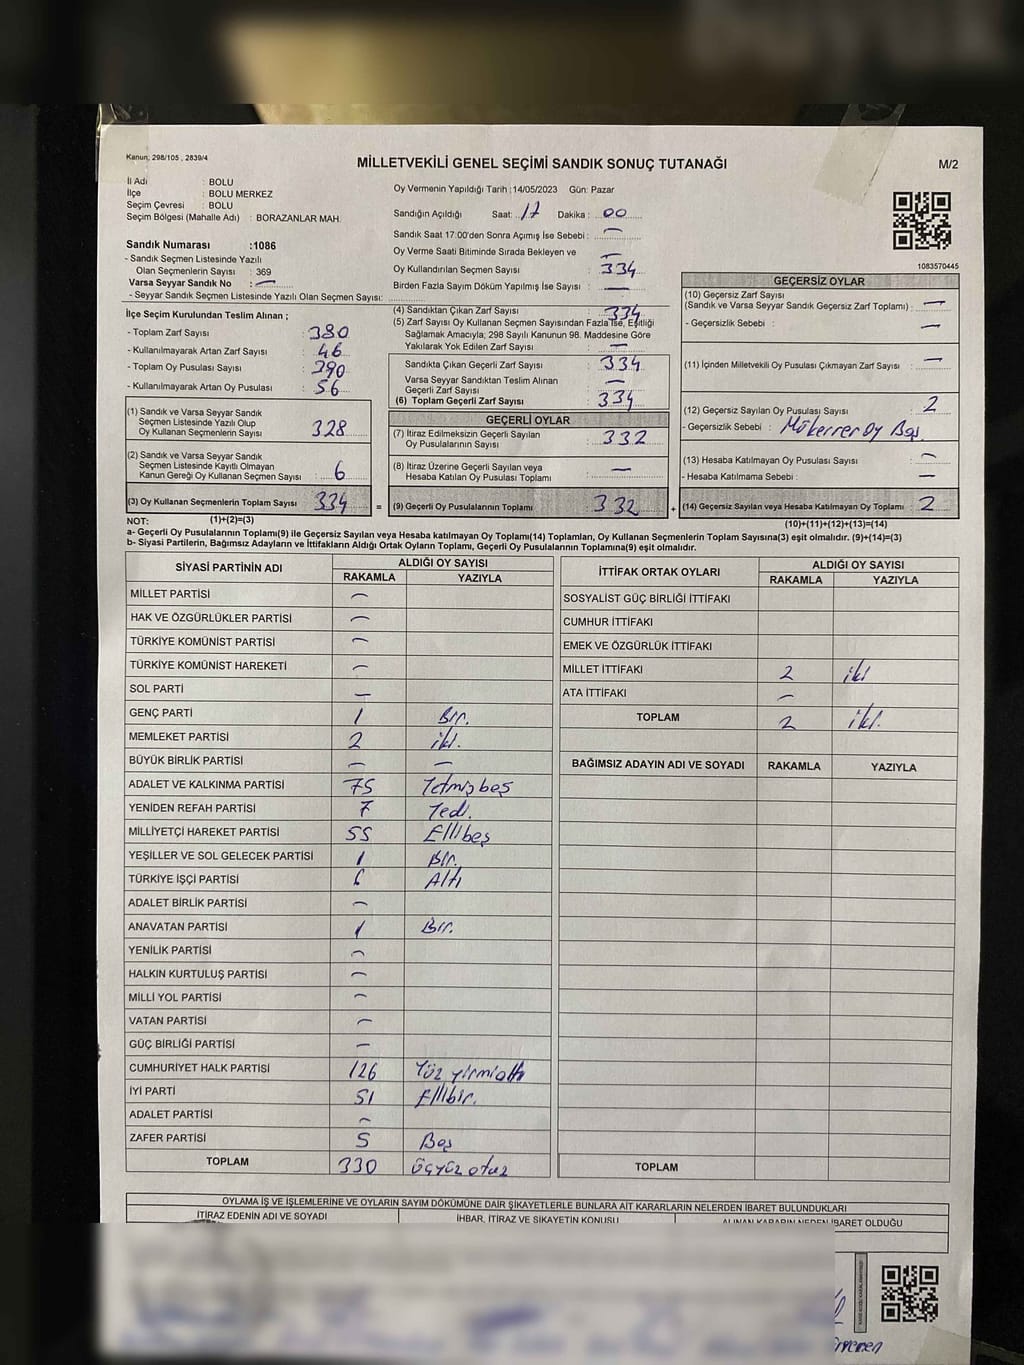 Kanun; 298/105 , 2839/4
MİLLETVEKİLİ GENEL SEÇİMİ SANDIK SONUÇ TUTANAĞI
M/2
İl Adı : BOLU
İlçe : BOLU MERKEZ
Seçim Çevresi : BOLU
Seçim Bölgesi (Mahalle Adı) : BORAZANLAR MAH.
Sandık Numarası :1086
- Sandık Seçmen Listesinde Yazılı
Olan Seçmenlerin Sayısı : 369
Varsa Seyyar Sandık No : —
- Seyyar Sandık Seçmen Listesinde Yazılı Olan Seçmen Sayısı:
Oy Vermenin Yapıldığı Tarih :14/05/2023 Gün: Pazar
Sandığın Açıldığı Saat: 17 Dakika : 00
Sandık Saat 17:00'den Sonra Açımış İse Sebebi : —
Oy Verme Saati Bitiminde Sırada Bekleyen ve —
Oy Kullandırılan Seçmen Sayısı 334
Birden Fazla Sayım Döküm Yapılmış İse Sayısı : —
1083570445
İlçe Seçim Kurulundan Teslim Alınan ;
- Toplam Zarf Sayısı : 380
- Kullanılmayarak Artan Zarf Sayısı : 46
- Toplam Oy Pusulası Sayısı : 390
- Kullanılmayarak Artan Oy Pusulası : 56
(1) Sandık ve Varsa Seyyar Sandık
Seçmen Listesinde Yazılı Olup
Oy Kullanan Seçmenlerin Sayısı 328
(2) Sandık ve Varsa Seyyar Sandık
Seçmen Listesinde Kayıtlı Olmayan
Kanun Gereği Oy Kullanan Seçmen Sayısı 6
(3) Oy Kullanan Seçmenlerin Toplam Sayısı 334
(4) Sandıktan Çıkan Zarf Sayısı : 334
(5) Zarf Sayısı Oy Kullanan Seçmen Sayısından Fazla İse, Eşitliği
Sağlamak Amacıyla; 298 Sayılı Kanunun 98. Maddesine Göre
Yakılarak Yok Edilen Zarf Sayısı : —
Sandıkta Çıkan Geçerli Zarf Sayısı : 334
Varsa Seyyar Sandıktan Teslim Alınan
Geçerli Zarf Sayısı : —
(6) Toplam Geçerli Zarf Sayısı : 334
GEÇERLİ OYLAR
(7) İtiraz Edilmeksizin Geçerli Sayılan
Oy Pusulalarının Sayısı : 332
(8) İtiraz Üzerine Geçerli Sayılan veya
Hesaba Katılan Oy Pusulası Toplamı —
= (9) Geçerli Oy Pusulalarının Toplamı : 332
GEÇERSİZ OYLAR
(10) Geçersiz Zarf Sayısı
(Sandık ve Varsa Seyyar Sandık Geçersiz Zarf Toplamı) : —
- Geçersizlik Sebebi : —
(11) İçinden Milletvekili Oy Pusulası Çıkmayan Zarf Sayısı : —
(12) Geçersiz Sayılan Oy Pusulası Sayısı : 2
- Geçersizlik Sebebi : Mükerrer Oy Boş.
(13) Hesaba Katılmayan Oy Pusulası Sayısı : —
- Hesaba Katılmama Sebebi : —
+ (14) Geçersiz Sayılan veya Hesaba Katılmayan Oy Toplamı 2
NOT: (1)+(2)=(3)
(10)+(11)+(12)+(13)=(14)
a- Geçerli Oy Pusulalarının Toplamı(9) ile Geçersiz Sayılan veya Hesaba katılmayan Oy Toplamı(14) Toplamları, Oy Kullanan Seçmenlerin Toplam Sayısına(3) eşit olmalıdır. (9)+(14)=(3)
b- Siyasi Partilerin, Bağımsız Adayların ve İttifakların Aldığı Ortak Oyların Toplamı, Geçerli Oy Pusulalarının Toplamına(9) eşit olmalıdır.
SİYASİ PARTİNİN ADI ALDIĞI OY SAYISI
RAKAMLA YAZIYLA
MİLLET PARTİSİ —
HAK VE ÖZGÜRLÜKLER PARTİSİ —
TÜRKİYE KOMÜNİST PARTİSİ —
TÜRKİYE KOMÜNİST HAREKETİ —
SOL PARTİ —
GENÇ PARTİ 1 Bir.
MEMLEKET PARTİSİ 2 iki.
BÜYÜK BİRLİK PARTİSİ — —
ADALET VE KALKINMA PARTİSİ 75 Yetmişbeş
YENİDEN REFAH PARTİSİ 7 Yedi.
MİLLİYETÇİ HAREKET PARTİSİ 55 Ellibeş
YEŞİLLER VE SOL GELECEK PARTİSİ 1 Bir.
TÜRKİYE İŞÇİ PARTİSİ 6 Altı
ADALET BİRLİK PARTİSİ —
ANAVATAN PARTİSİ 1 Bir.
YENİLİK PARTİSİ —
HALKIN KURTULUŞ PARTİSİ —
MİLLİ YOL PARTİSİ —
VATAN PARTİSİ —
GÜÇ BİRLİĞİ PARTİSİ —
CUMHURİYET HALK PARTİSİ 126 Yüz yirmialtı
İYİ PARTİ 51 Ellibir.
ADALET PARTİSİ —
ZAFER PARTİSİ 5 Beş
TOPLAM 330 Üçyüz otuz
İTTİFAK ORTAK OYLARI ALDIĞI OY SAYISI
RAKAMLA YAZIYLA
SOSYALİST GÜÇ BİRLİĞİ İTTİFAKI
CUMHUR İTTİFAKI
EMEK VE ÖZGÜRLÜK İTTİFAKI
MİLLET İTTİFAKI 2 iki
ATA İTTİFAKI —
TOPLAM 2 iki.
BAĞIMSIZ ADAYIN ADI VE SOYADI RAKAMLA YAZIYLA
TOPLAM
OYLAMA İŞ VE İŞLEMLERİNE VE OYLARIN SAYIM DÖKÜMÜNE DAİR ŞİKAYETLERLE BUNLARA AİT KARARLARIN NELERDEN İBARET BULUNDUKLARI
İTİRAZ EDENİN ADI VE SOYADI İHBAR, İTİRAZ VE ŞİKAYETİN KONUSU ALINAN KARARIN NEDEN İBARET OLDUĞU